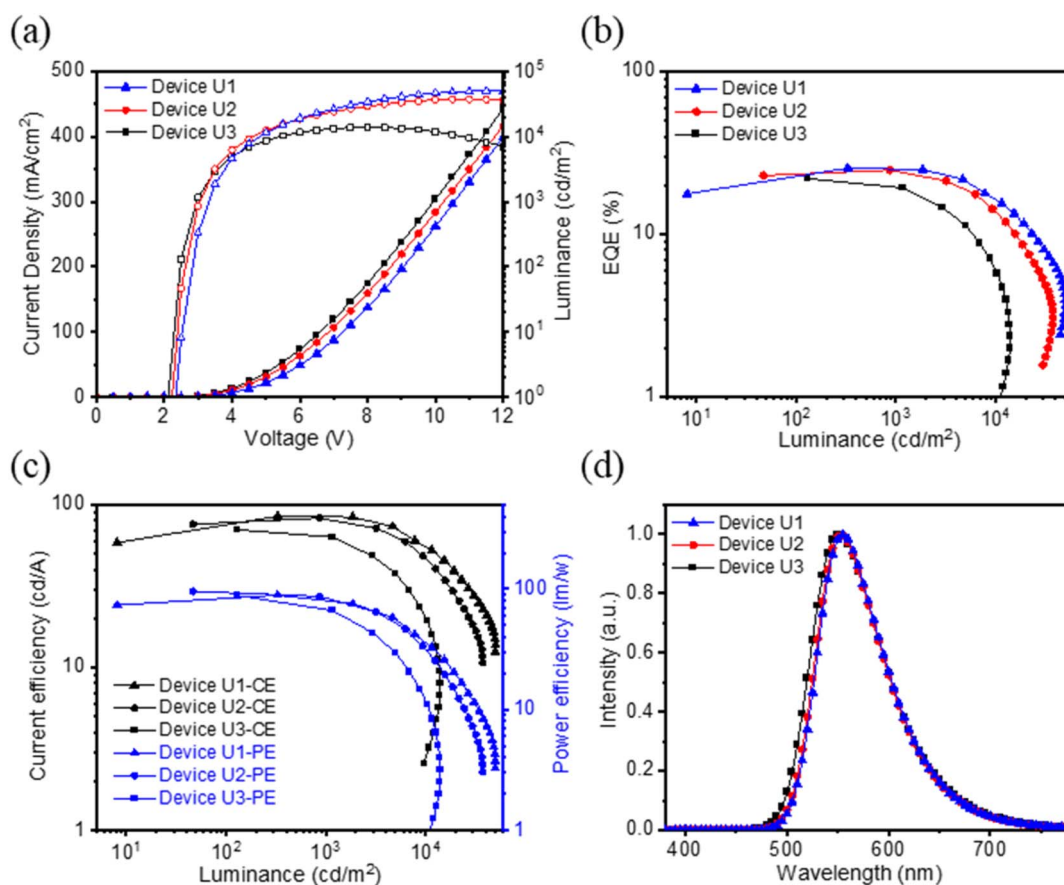 (a)
500
400
300
200
100
0
Current Density (mA/cm²)
Device U1
Device U2
Device U3
10⁵
10⁴
10³
10²
10¹
10⁰
Luminance (cd/m²)
0 2 4 6 8 10 12
Voltage (V)
(b)
100
10
1
EQE (%)
Device U1
Device U2
Device U3
10¹ 10² 10³ 10⁴
Luminance (cd/m²)
(c)
100
10
1
Current efficiency (cd/A)
Device U1-CE
Device U2-CE
Device U3-CE
Device U1-PE
Device U2-PE
Device U3-PE
100
10
1
Power efficiency (lm/w)
10¹ 10² 10³ 10⁴
Luminance (cd/m²)
(d)
1.0
0.8
0.6
0.4
0.2
0.0
Intensity (a.u.)
Device U1
Device U2
Device U3
400 500 600 700
Wavelength (nm)